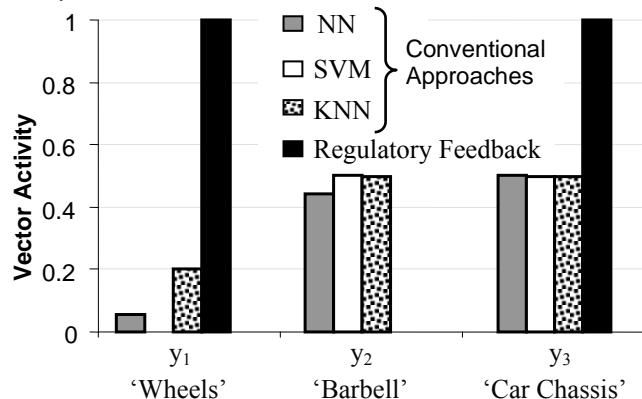 1
0.8
0.6
0.4
0.2
0
Vector Activity
NN
SVM
KNN
Regulatory Feedback
Conventional
Approaches
y₁
y₂
y₃
‘Wheels’
‘Barbell’
‘Car Chassis’